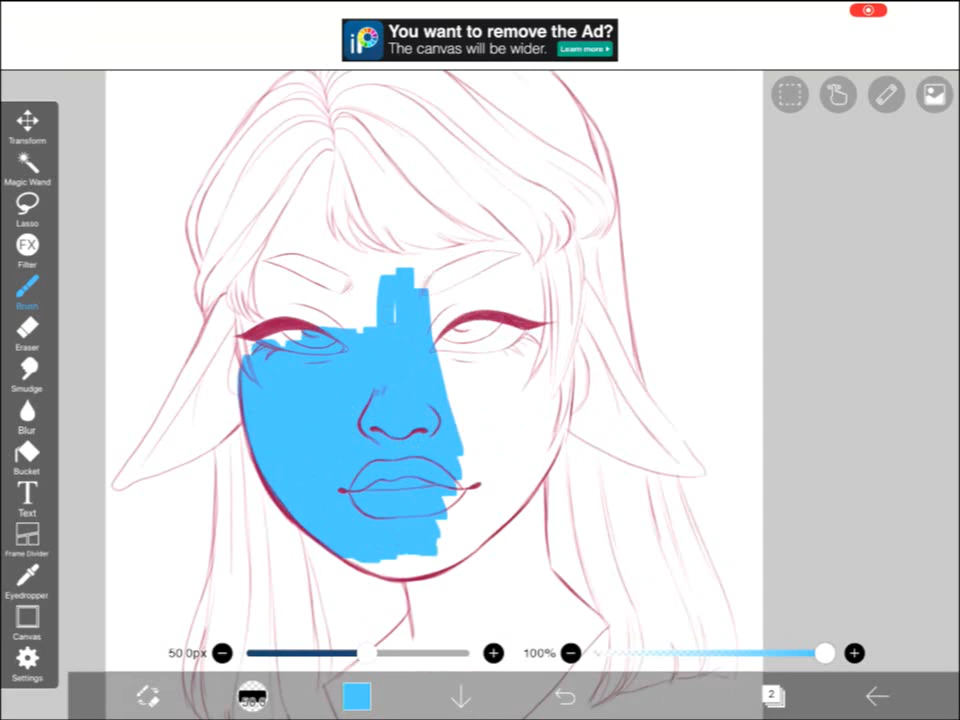 You want to remove the Ad?
The canvas will be wider.
Learn more
iP
Transform
Magic Wand
Lasso
FX
Filter
Brush
Eraser
Smudge
Blur
Bucket
T
Text
Frame Divider
Eyedropper
Canvas
Settings
50.0px
100%
2